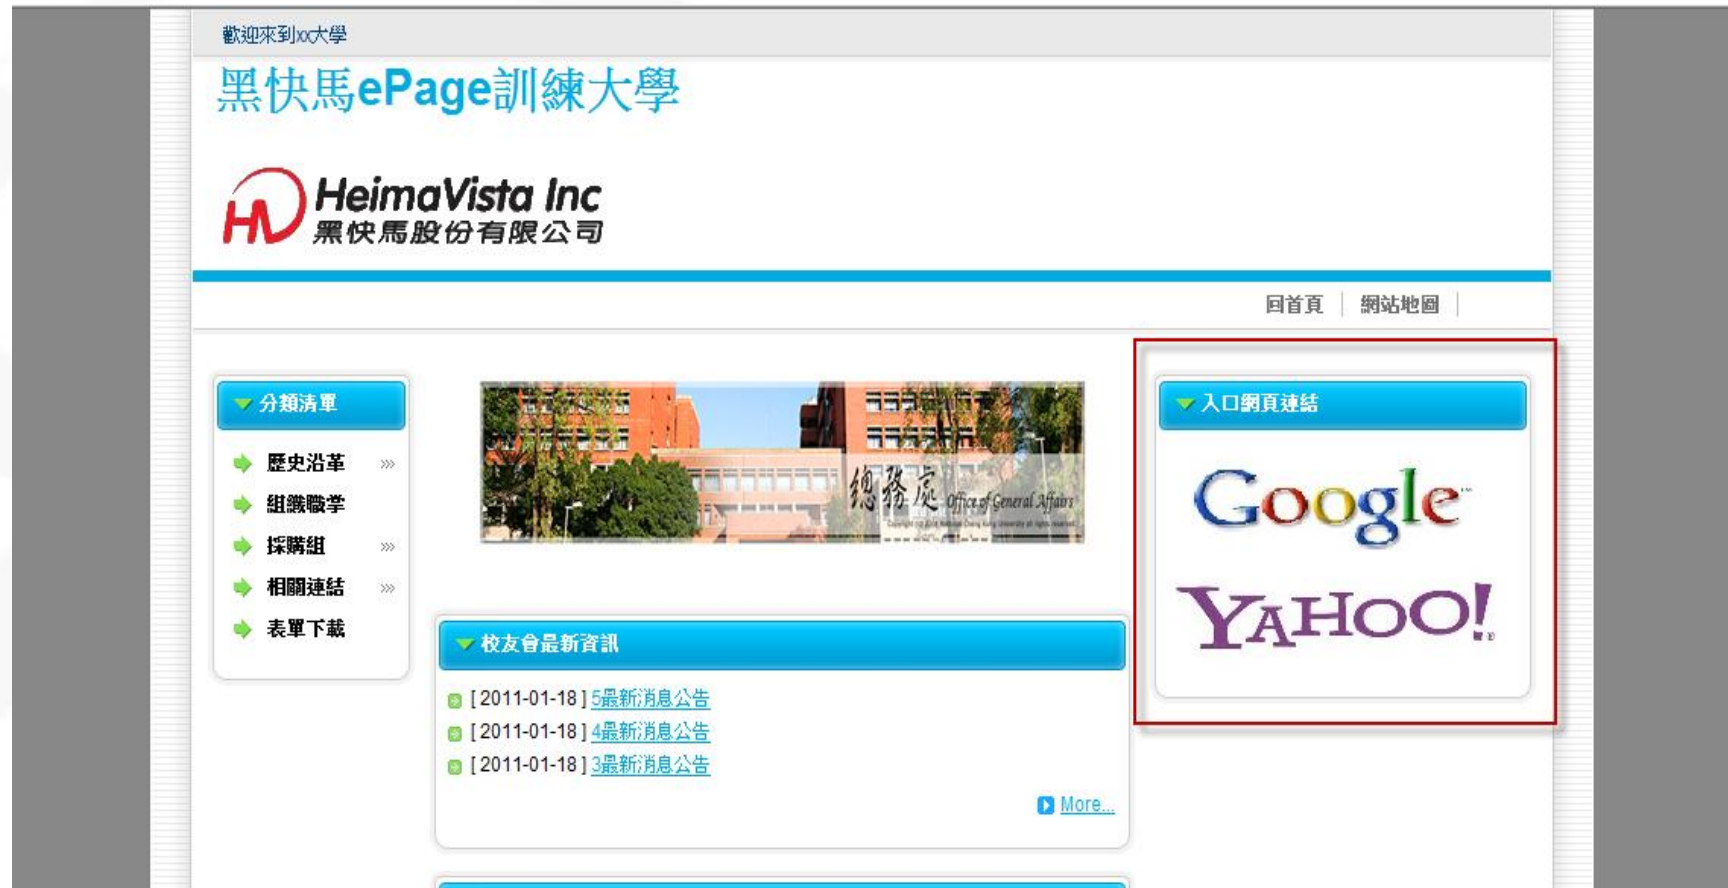 歡迎來到xx大學
黑快馬ePage訓練大學
HeimaVista Inc
黑快馬股份有限公司
回首頁
網站地圖
分類清單
歷史沿革
組織職掌
採購組
相關連結
表單下載
總務處 Office of General Affairs
校友會最新資訊
[ 2011-01-18 ] 5最新消息公告
[ 2011-01-18 ] 4最新消息公告
[ 2011-01-18 ] 3最新消息公告
More...
入口網頁連結
Google
YAHOO!